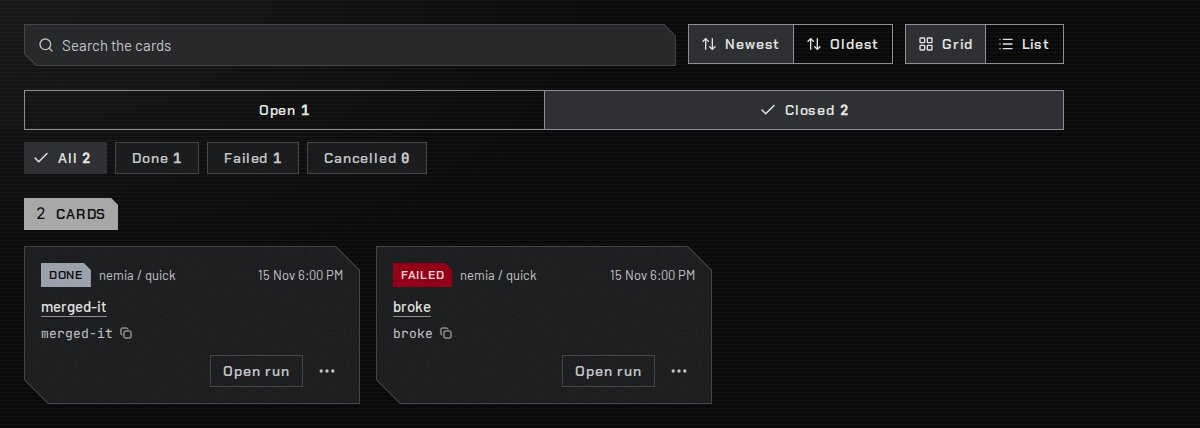 Search the cards
Newest
Oldest
Grid
List
Open 1
Closed 2
All 2
Done 1
Failed 1
Cancelled 0
2 CARDS
DONE nemia / quick 15 Nov 6:00 PM
merged-it
merged-it
Open run
FAILED nemia / quick 15 Nov 6:00 PM
broke
broke
Open run